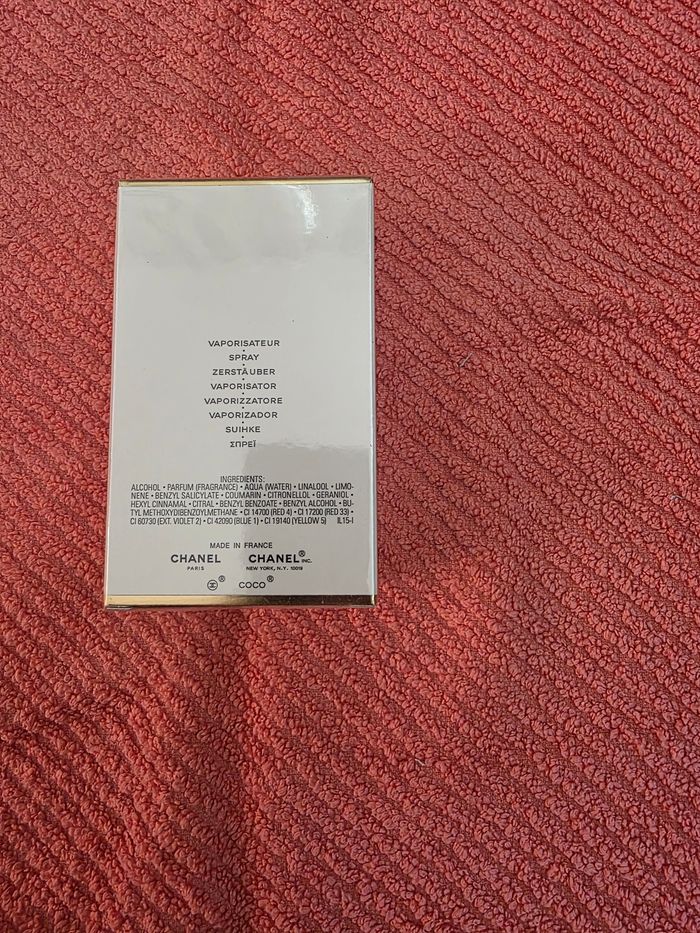 VAPORISATEUR
•
SPRAY
•
ZERSTÄUBER
•
VAPORISATOR
•
VAPORIZZATORE
•
VAPORIZADOR
•
SUIHKE
•
ΣΠΡΕΪ
INGREDIENTS:
ALCOHOL • PARFUM (FRAGRANCE) • AQUA (WATER) • LINALOOL • LIMO-
NENE • BENZYL SALICYLATE • COUMARIN • CITRONELLOL • GERANIOL •
HEXYL CINNAMAL • CITRAL • BENZYL BENZOATE • BENZYL ALCOHOL • BU-
TYL METHOXYDIBENZOYLMETHANE • CI 14700 (RED 4) • CI 17200 (RED 33) •
CI 60730 (EXT. VIOLET 2) • CI 42090 (BLUE 1) • CI 19140 (YELLOW 5) IL15-I
MADE IN FRANCE
CHANEL CHANEL® INC.
PARIS NEW YORK, N.Y. 10019
® COCO®